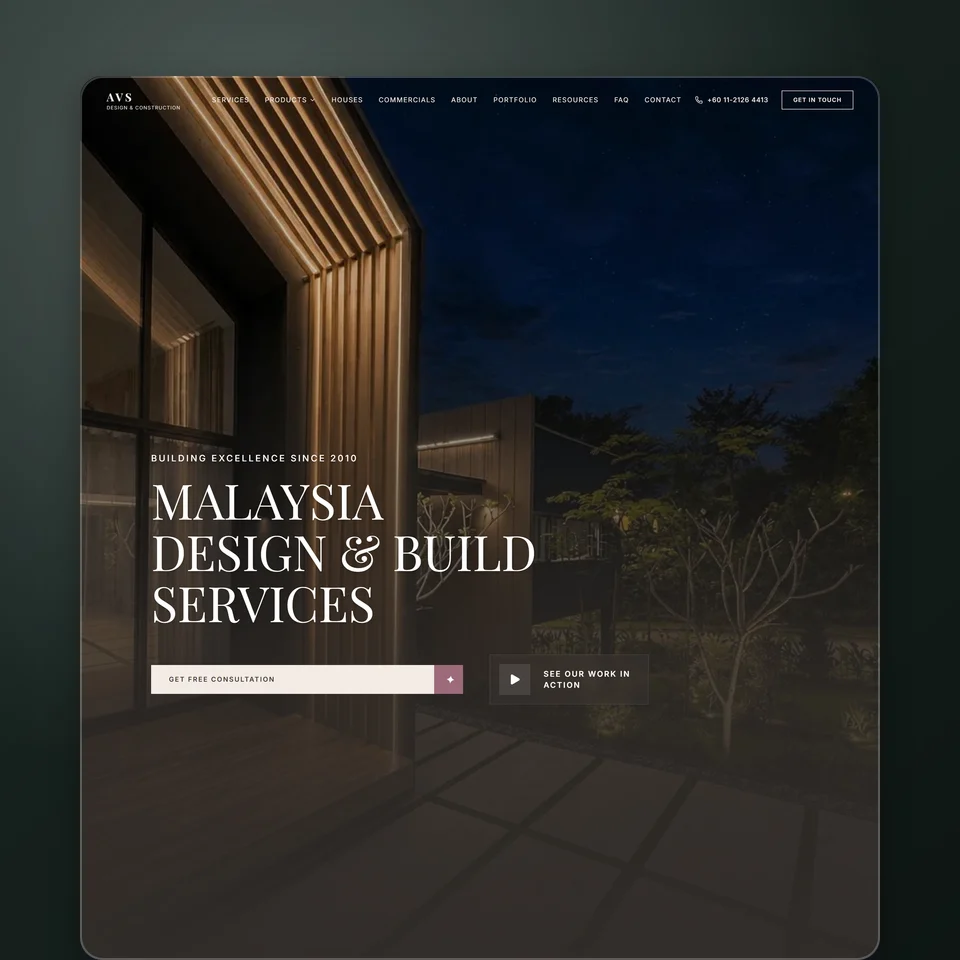 AVS
DESIGN & CONSTRUCTION
SERVICES
PRODUCTS
HOUSES
COMMERCIALS
ABOUT
PORTFOLIO
RESOURCES
FAQ
CONTACT
+60 11-2126 4413
GET IN TOUCH
BUILDING EXCELLENCE SINCE 2010
MALAYSIA
DESIGN & BUILD
SERVICES
GET FREE CONSULTATION
SEE OUR WORK IN
ACTION